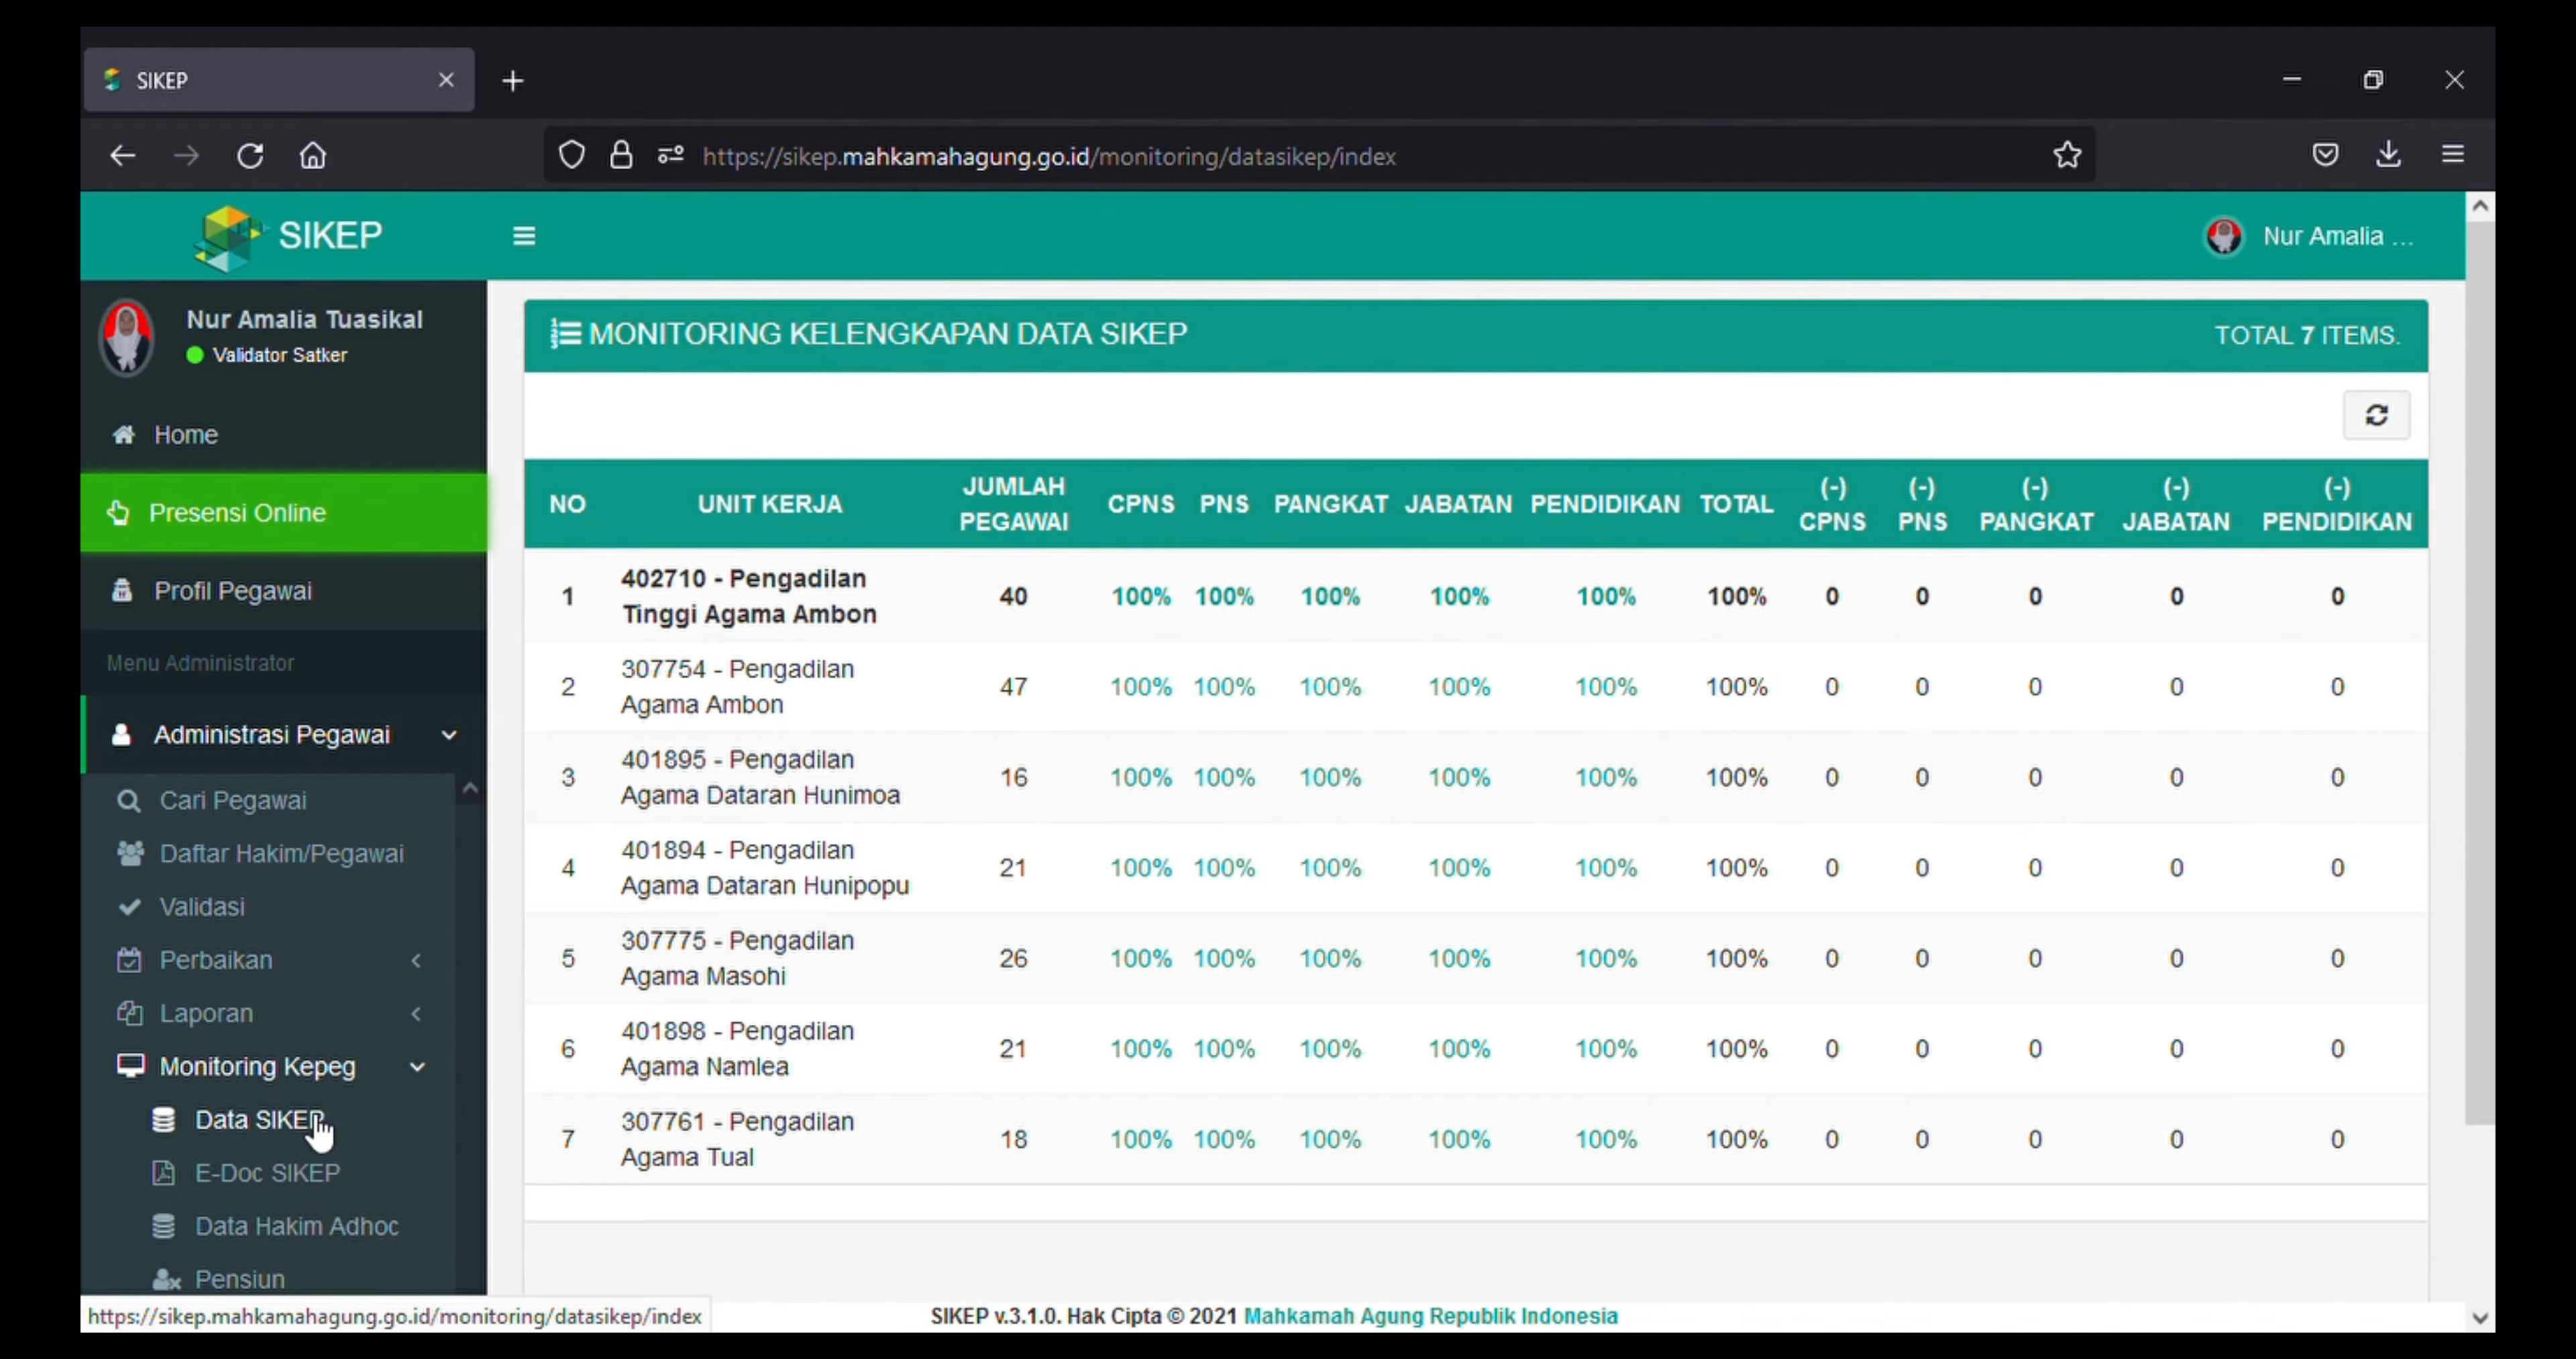 SIKEP
https://sikep.mahkamahagung.go.id/monitoring/datasikep/index
SIKEP
Nur Amalia ...
Nur Amalia Tuasikal
Validator Satker
Home
Presensi Online
Profil Pegawai
Menu Administrator
Administrasi Pegawai
Cari Pegawai
Daftar Hakim/Pegawai
Validasi
Perbaikan
Laporan
Monitoring Kepeg
Data SIKEP
E-Doc SIKEP
Data Hakim Adhoc
Pensiun
https://sikep.mahkamahagung.go.id/monitoring/datasikep/index
MONITORING KELENGKAPAN DATA SIKEP
TOTAL 7 ITEMS.
NO UNIT KERJA JUMLAH PEGAWAI CPNS PNS PANGKAT JABATAN PENDIDIKAN TOTAL (-) CPNS (-) PNS (-) PANGKAT (-) JABATAN (-) PENDIDIKAN
1 402710 - Pengadilan Tinggi Agama Ambon 40 100% 100% 100% 100% 100% 100% 0 0 0 0 0
2 307754 - Pengadilan Agama Ambon 47 100% 100% 100% 100% 100% 100% 0 0 0 0 0
3 401895 - Pengadilan Agama Dataran Hunimoa 16 100% 100% 100% 100% 100% 100% 0 0 0 0 0
4 401894 - Pengadilan Agama Dataran Hunipopu 21 100% 100% 100% 100% 100% 100% 0 0 0 0 0
5 307775 - Pengadilan Agama Masohi 26 100% 100% 100% 100% 100% 100% 0 0 0 0 0
6 401898 - Pengadilan Agama Namlea 21 100% 100% 100% 100% 100% 100% 0 0 0 0 0
7 307761 - Pengadilan Agama Tual 18 100% 100% 100% 100% 100% 100% 0 0 0 0 0
SIKEP v.3.1.0. Hak Cipta © 2021 Mahkamah Agung Republik Indonesia